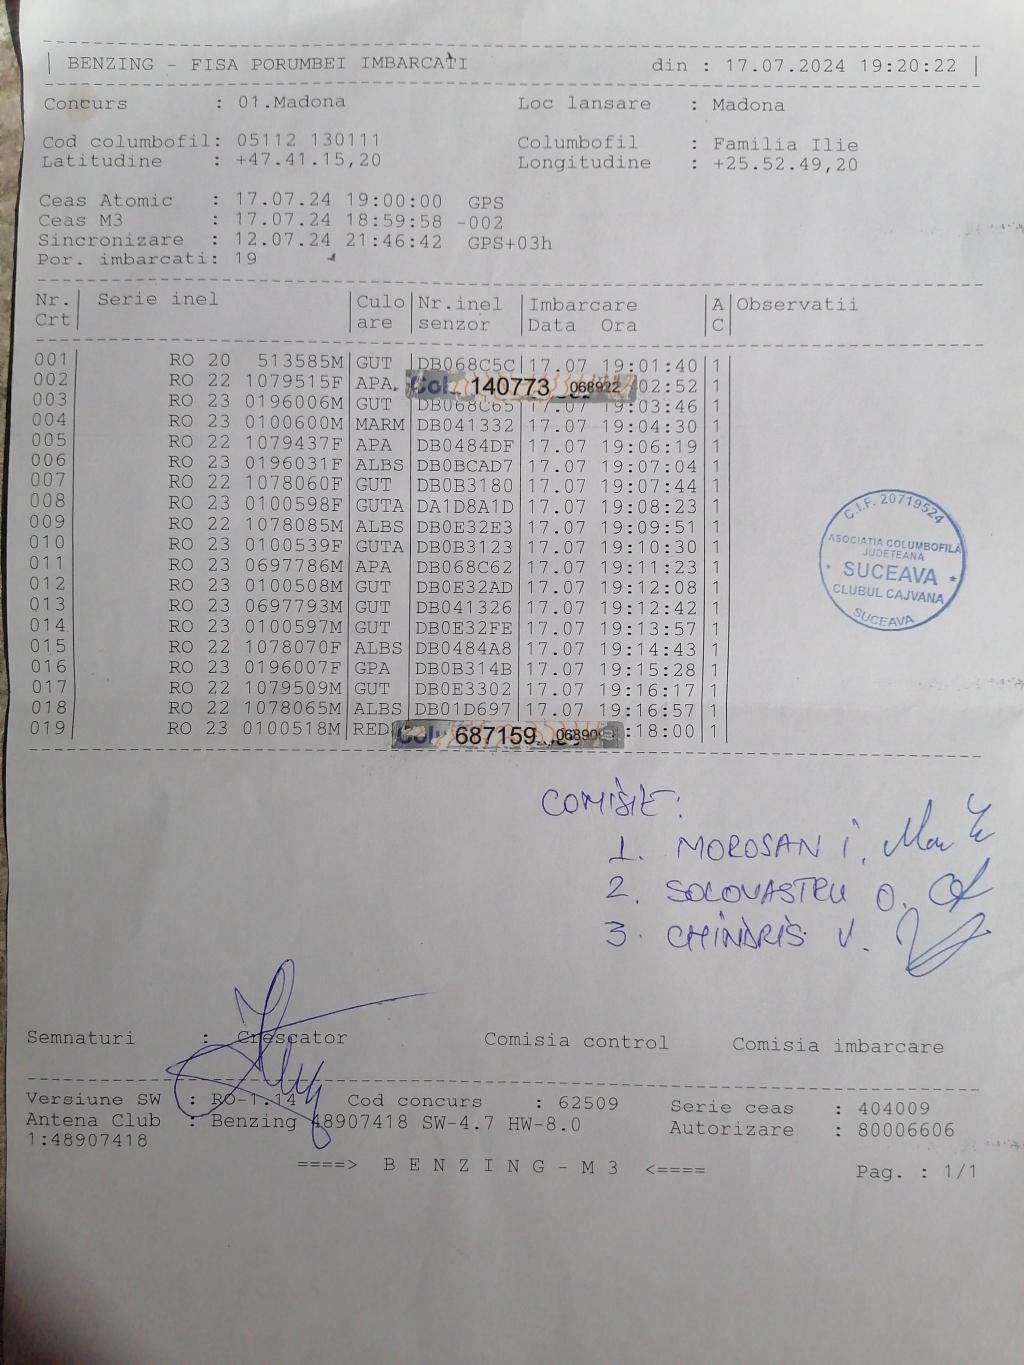 BENZING - FISA PORUMBEI IMBARCATI din : 17.07.2024 19:20:22
Concurs : 01.Madona Loc lansare : Madona
Cod columbofil: 05112 130111 Columbofil : Familia Ilie
Latitudine : +47.41.15,20 Longitudine : +25.52.49,20
Ceas Atomic : 17.07.24 19:00:00 GPS
Ceas M3 : 17.07.24 18:59:58 -002
Sincronizare : 12.07.24 21:46:42 GPS+03h
Por. imbarcati: 19
Nr. Serie inel Culo Nr.inel Imbarcare A Observatii
Crt are senzor Data Ora C
001 RO 20 513585M GUT DB068C5C 17.07 19:01:40 1
002 RO 22 1079515F APA 140773 068922 02:52 1
003 RO 23 0196006M GUT DB068C65 17.07 19:03:46 1
004 RO 23 0100600M MARM DB041332 17.07 19:04:30 1
005 RO 22 1079437F APA DB0484DF 17.07 19:06:19 1
006 RO 23 0196031F ALBS DB0BCAD7 17.07 19:07:04 1
007 RO 22 1078060F GUT DB0B3180 17.07 19:07:44 1
008 RO 23 0100598F GUTA DA1D8A1D 17.07 19:08:23 1
009 RO 22 1078085M ALBS DB0E32E3 17.07 19:09:51 1
010 RO 23 0100539F GUTA DB0B3123 17.07 19:10:30 1
011 RO 23 0697786M APA DB068C62 17.07 19:11:23 1
012 RO 23 0100508M GUT DB0E32AD 17.07 19:12:08 1
013 RO 23 0697793M GUT DB041326 17.07 19:12:42 1
014 RO 23 0100597M GUT DB0E32FE 17.07 19:13:57 1
015 RO 22 1078070F ALBS DB0484A8 17.07 19:14:43 1
016 RO 23 0196007F GPA DB0B314B 17.07 19:15:28 1
017 RO 22 1079509M GUT DB0E3302 17.07 19:16:17 1
018 RO 22 1078065M ALBS DB01D697 17.07 19:16:57 1
019 RO 23 0100518M RED 687159 :18:00 1
C.I.F. 20719524
ASOCIATIA COLUMBOFILĂ
JUDEȚEANA
* SUCEAVA *
CLUBUL CAJVANA
SUCEAVA
COMISIE:
1. MOROSAN I.
2. SOLOVASTRU O.
3. CHINDRIS V.
Semnaturi : Crescator Comisia control Comisia imbarcare
Versiune SW : RO-1.14 Cod concurs : 62509 Serie ceas : 404009
Antena Club : Benzing 48907418 SW-4.7 HW-8.0 Autorizare : 80006606
1:48907418
====> B E N Z I N G - M 3 <==== Pag. : 1/1